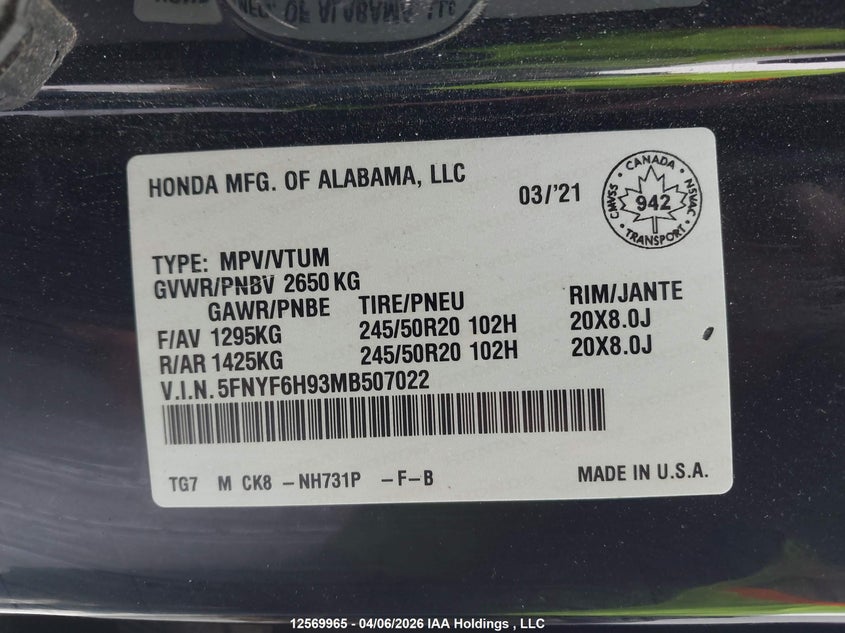 HONDA MFG. OF ALABAMA, LLC
03/'21
CANADA
CMVSS 942 NSVAC
TRANSPORT
TYPE: MPV/VTUM
GVWR/PNBV 2650 KG
GAWR/PNBE TIRE/PNEU RIM/JANTE
F/AV 1295KG 245/50R20 102H 20X8.0J
R/AR 1425KG 245/50R20 102H 20X8.0J
V.I.N. 5FNYF6H93MB507022
TG7 M CK8 -NH731P -F-B MADE IN U.S.A.
12569965 - 04/06/2026 IAA Holdings , LLC